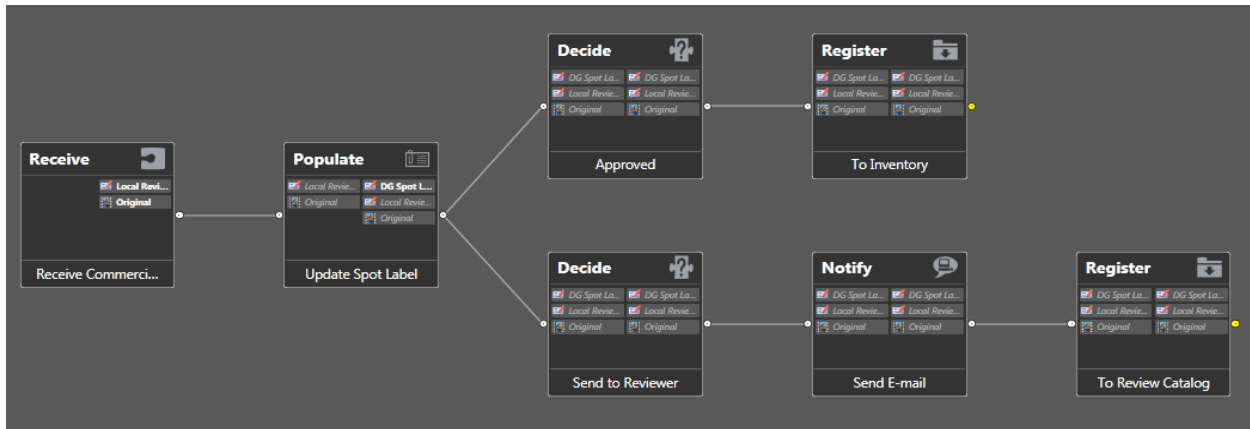 Decide
DG Spot La... DG Spot La...
Local Revie... Local Revie...
Original Original
Approved
Register
DG Spot La... DG Spot La...
Local Revie... Local Revie...
Original Original
To Inventory
Receive
Local Revi...
Original
Receive Commerci...
Populate
Local Revie... DG Spot L...
Original Local Revie...
Original
Update Spot Label
Decide
DG Spot La... DG Spot La...
Local Revie... Local Revie...
Original Original
Send to Reviewer
Notify
DG Spot La... DG Spot La...
Local Revie... Local Revie...
Original Original
Send E-mail
Register
DG Spot La... DG Spot La...
Local Revie... Local Revie...
Original Original
To Review Catalog